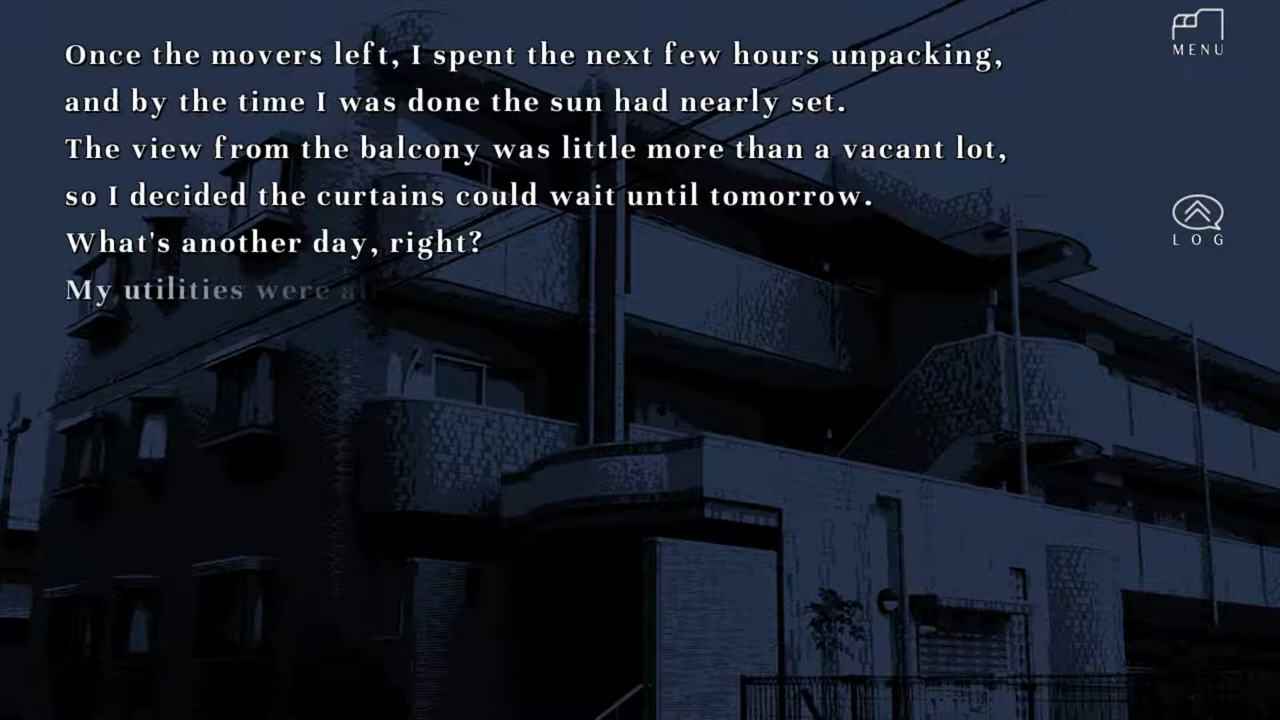 Once the movers left, I spent the next few hours unpacking,
and by the time I was done the sun had nearly set.
The view from the balcony was little more than a vacant lot,
so I decided the curtains could wait until tomorrow.
What's another day, right?
My utilities were
MENU
LOG